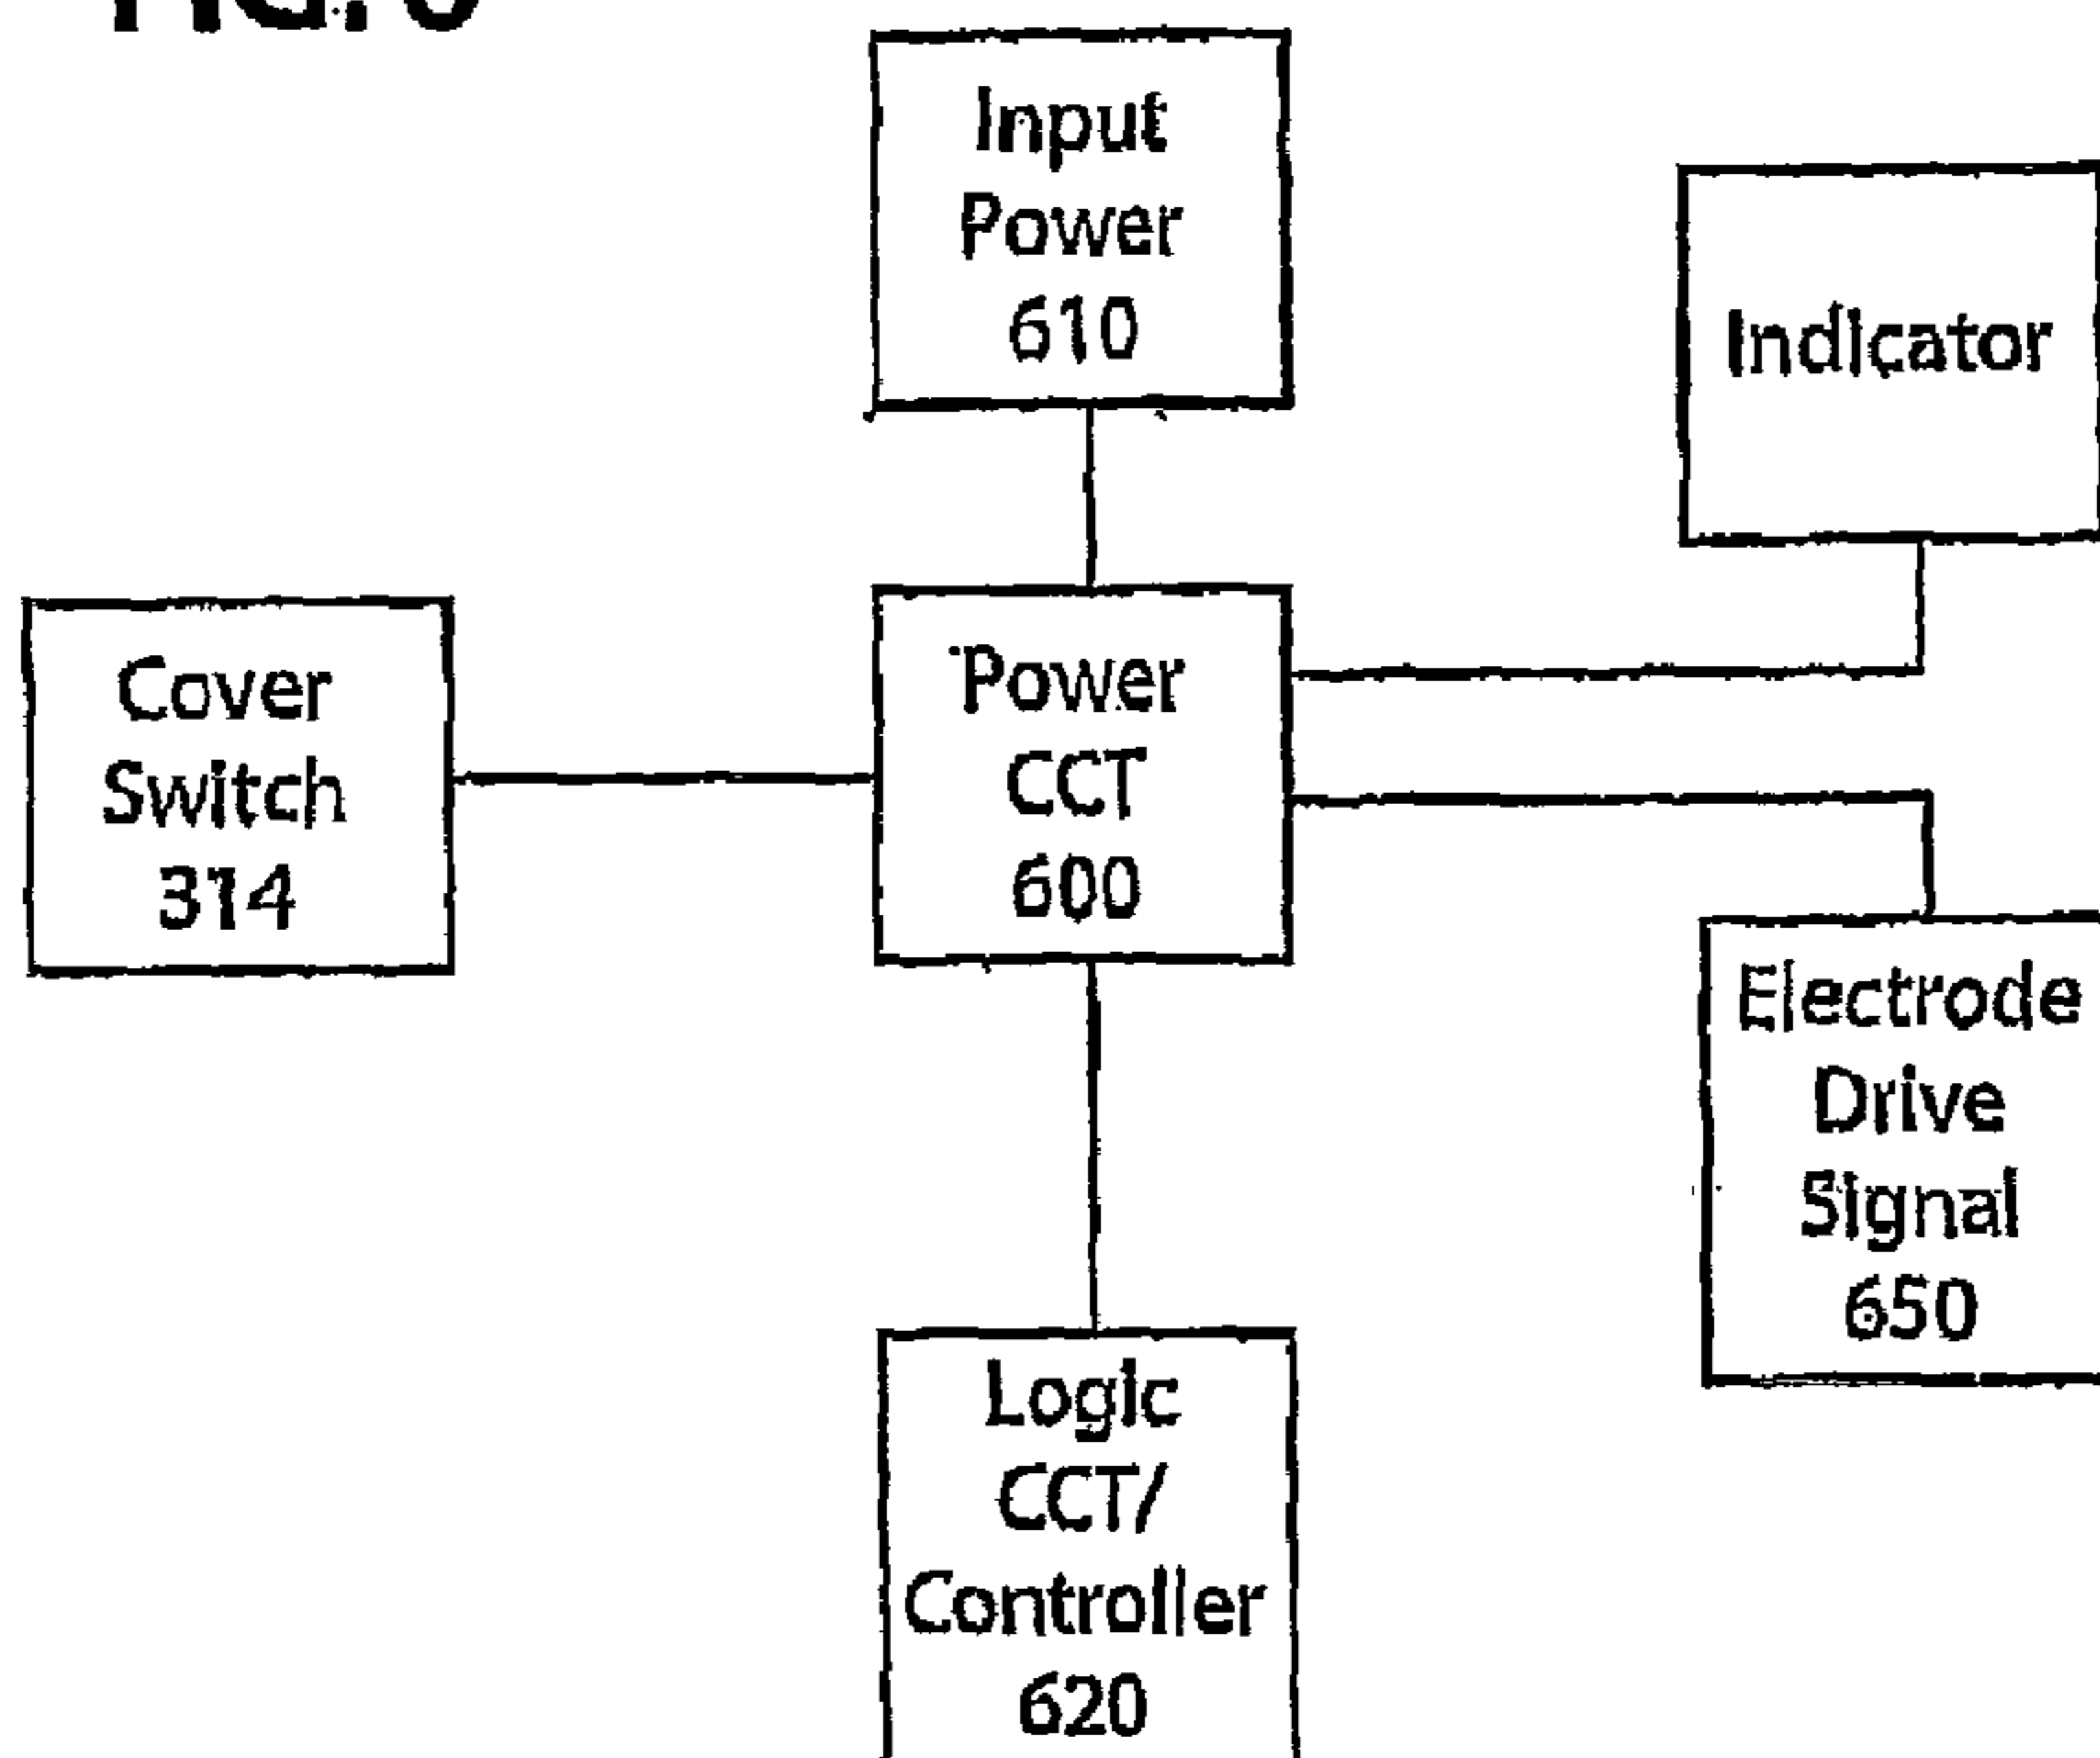 Input
Power
610
Indicator
Cover
Switch
314
Power
CCT
600
Electrode
Drive
Signal
650
Logic
CCT/
Controller
620